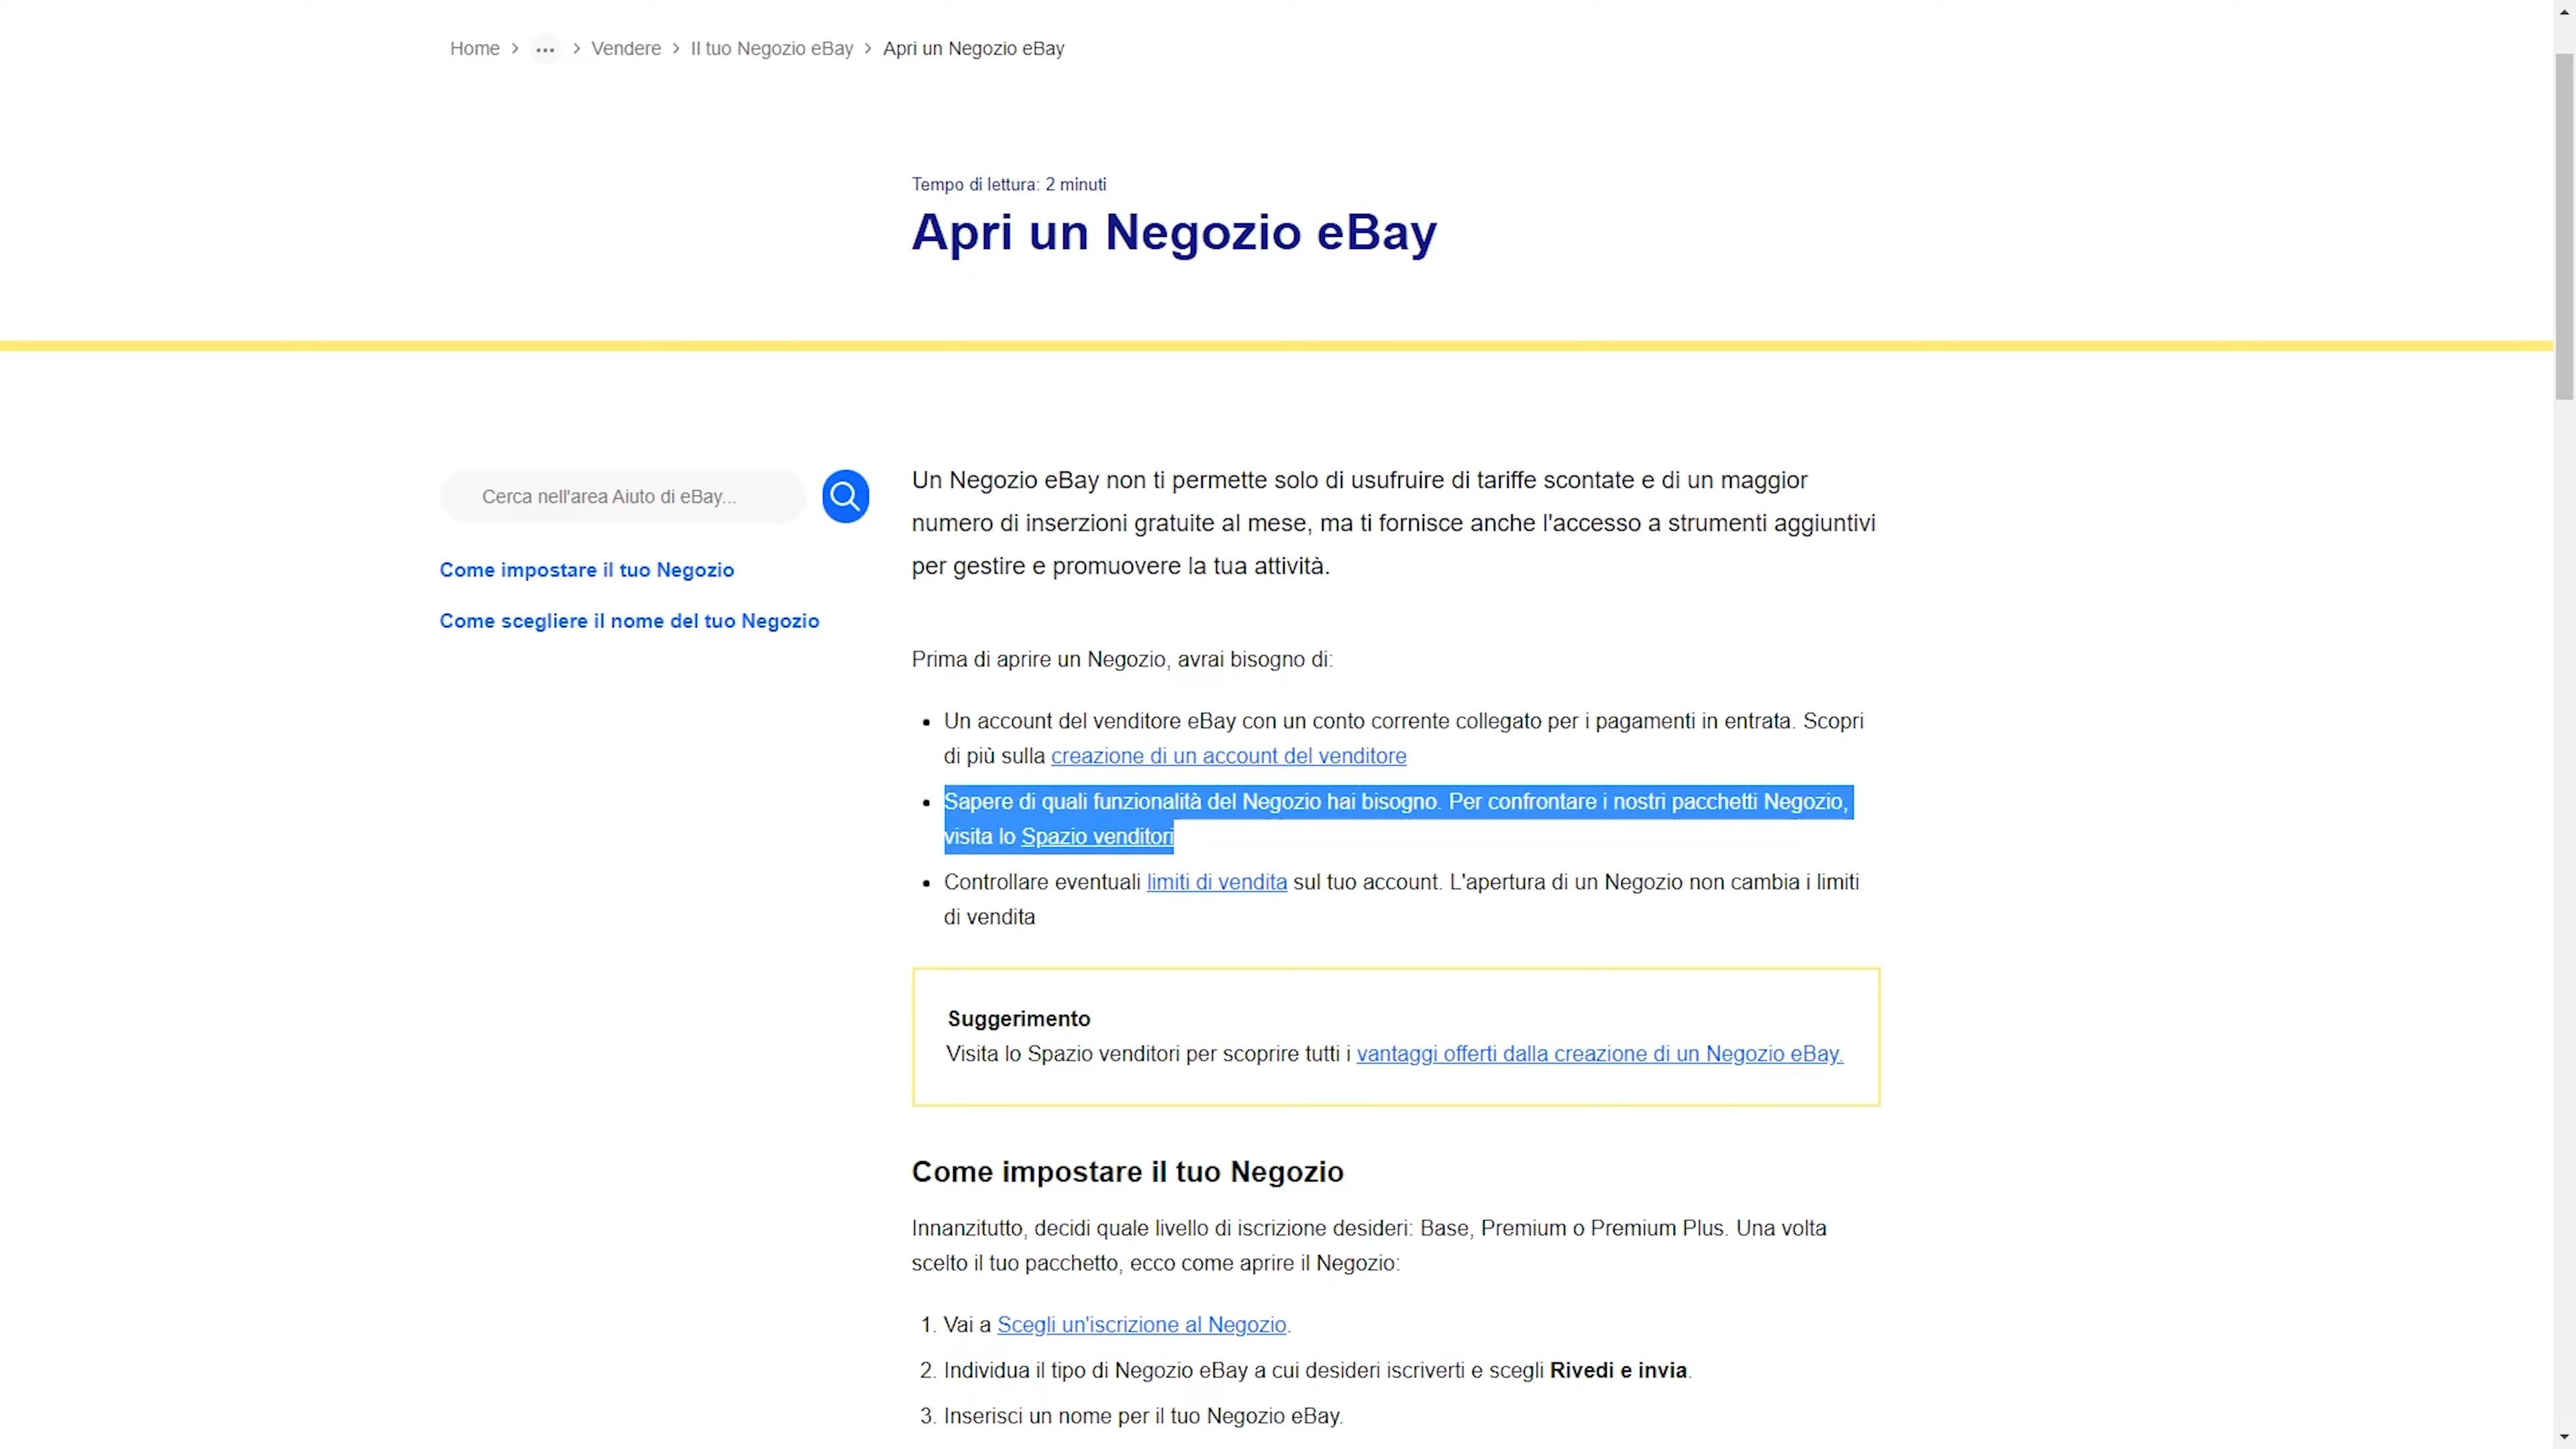 Home > ... > Vendere > Il tuo Negozio eBay > Apri un Negozio eBay
Tempo di lettura: 2 minuti
Apri un Negozio eBay
Cerca nell'area Aiuto di eBay...
Come impostare il tuo Negozio
Come scegliere il nome del tuo Negozio
Un Negozio eBay non ti permette solo di usufruire di tariffe scontate e di un maggior
numero di inserzioni gratuite al mese, ma ti fornisce anche l'accesso a strumenti aggiuntivi
per gestire e promuovere la tua attività.
Prima di aprire un Negozio, avrai bisogno di:
• Un account del venditore eBay con un conto corrente collegato per i pagamenti in entrata. Scopri
di più sulla creazione di un account del venditore
• Sapere di quali funzionalità del Negozio hai bisogno. Per confrontare i nostri pacchetti Negozio,
visita lo Spazio venditori
• Controllare eventuali limiti di vendita sul tuo account. L'apertura di un Negozio non cambia i limiti
di vendita
Suggerimento
Visita lo Spazio venditori per scoprire tutti i vantaggi offerti dalla creazione di un Negozio eBay.
Come impostare il tuo Negozio
Innanzitutto, decidi quale livello di iscrizione desideri: Base, Premium o Premium Plus. Una volta
scelto il tuo pacchetto, ecco come aprire il Negozio:
1. Vai a Scegli un'iscrizione al Negozio.
2. Individua il tipo di Negozio eBay a cui desideri iscriverti e scegli Rivedi e invia.
3. Inserisci un nome per il tuo Negozio eBay.